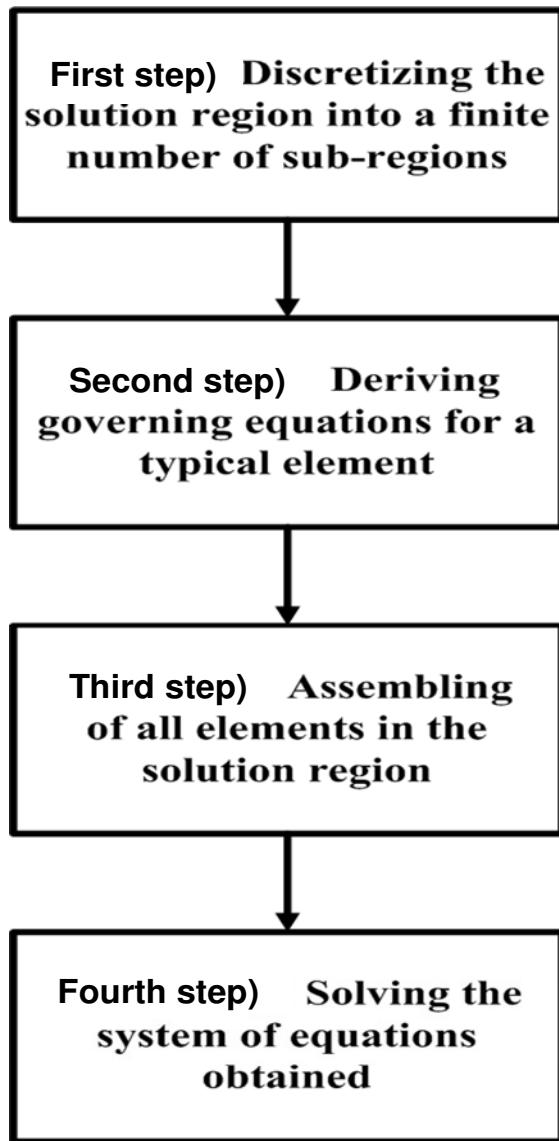 First step) Discretizing the
solution region into a finite
number of sub-regions
Second step) Deriving
governing equations for a
typical element
Third step) Assembling
of all elements in the
solution region
Fourth step) Solving the
system of equations
obtained